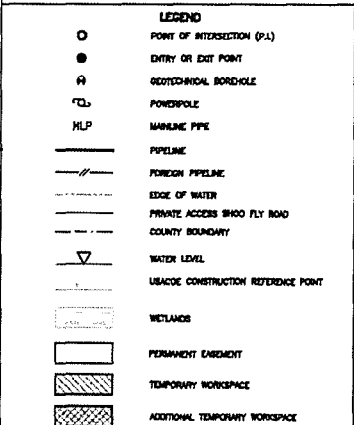 LEGEND
POINT OF INTERSECTION (P.I.)
ENTRY OR EXIT POINT
GEOTECHNICAL BOREHOLE
POWERPOLE
MLP MAINLINE PIPE
PIPELINE
FOREIGN PIPELINE
EDGE OF WATER
PRIVATE ACCESS SHOO FLY ROAD
COUNTY BOUNDARY
WATER LEVEL
USACOE CONSTRUCTION REFERENCE POINT
WETLANDS
PERMANENT EASEMENT
TEMPORARY WORKSPACE
ADDITIONAL TEMPORARY WORKSPACE